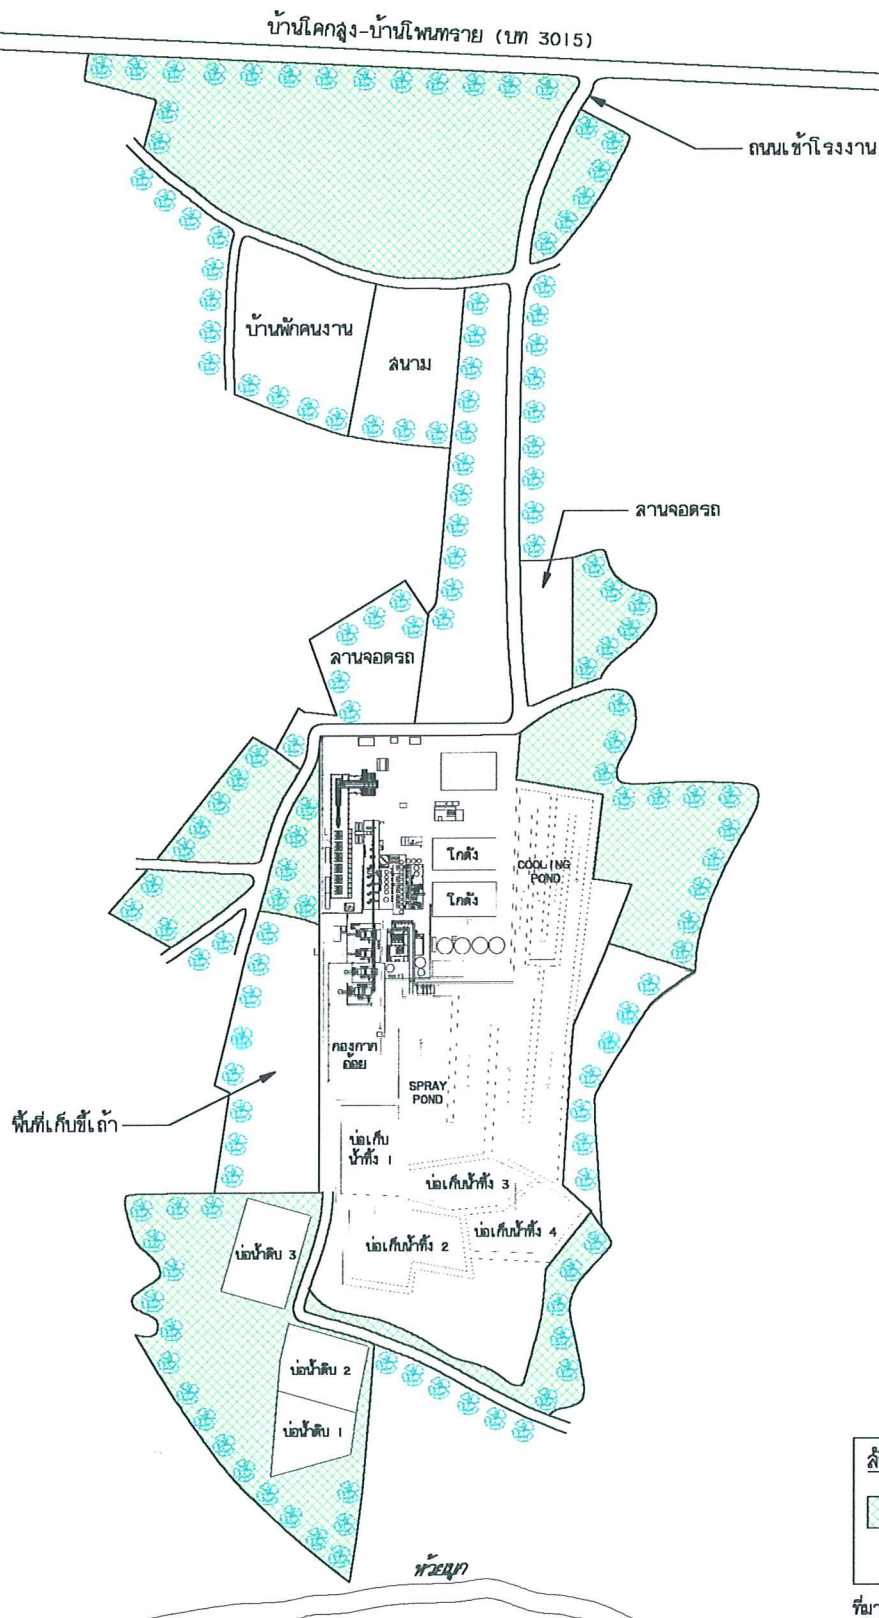 บ้านโคกสูง-บ้านโพนทราย (บท 3015)
ถนนเข้าโรงงาน
บ้านพักคนงาน
สนาม
ลานจอดรถ
ลานจอดรถ
โกดัง
COOLING
POND
โกดัง
กองกาก
อ้อย
SPRAY
POND
พื้นที่เก็บขี้เถ้า
บ่อเก็บ
น้ำทิ้ง 1
บ่อเก็บน้ำทิ้ง 3
บ่อเก็บน้ำทิ้ง 4
บ่อเก็บน้ำทิ้ง 2
บ่อน้ำดิบ 3
บ่อน้ำดิบ 2
บ่อน้ำดิบ 1
ห้วยมุก